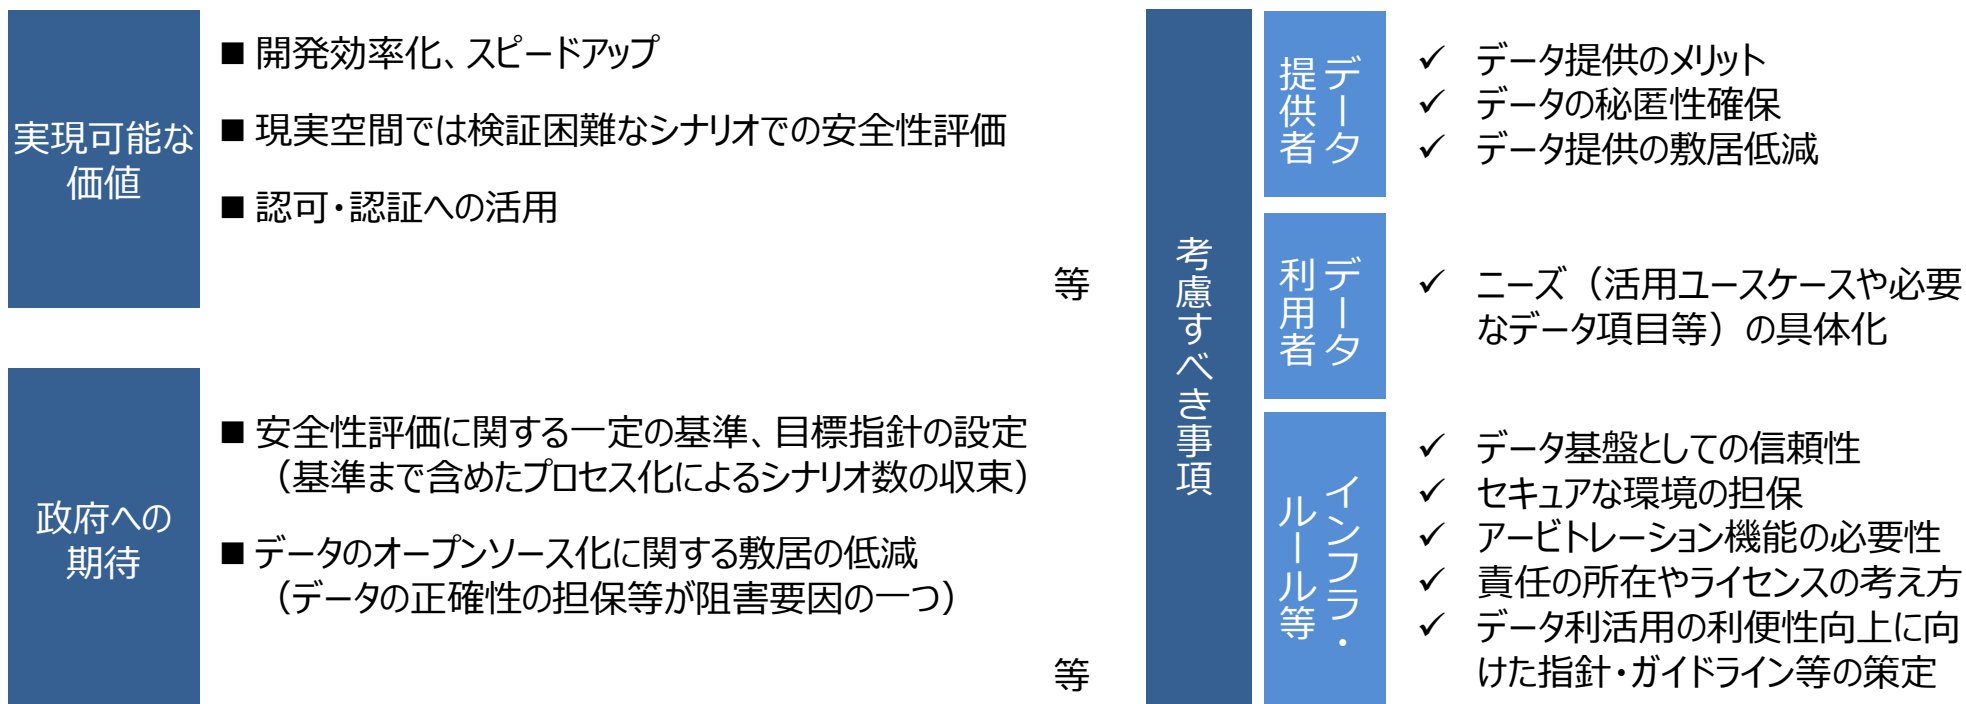 実現可能な
価値
■ 開発効率化、スピードアップ
■ 現実空間では検証困難なシナリオでの安全性評価
■ 認可・認証への活用
等
政府への
期待
■ 安全性評価に関する一定の基準、目標指針の設定
（基準まで含めたプロセス化によるシナリオ数の収束）
■ データのオープンソース化に関する敷居の低減
（データの正確性の担保等が阻害要因の一つ）
等
考慮すべき事項
データ
提供者
✓ データ提供のメリット
✓ データの秘匿性確保
✓ データ提供の敷居低減
データ
利用者
✓ ニーズ（活用ユースケースや必要
なデータ項目等）の具体化
インフラ・
ルール等
✓ データ基盤としての信頼性
✓ セキュアな環境の担保
✓ アービトレーション機能の必要性
✓ 責任の所在やライセンスの考え方
✓ データ利活用の利便性向上に向
けた指針・ガイドライン等の策定